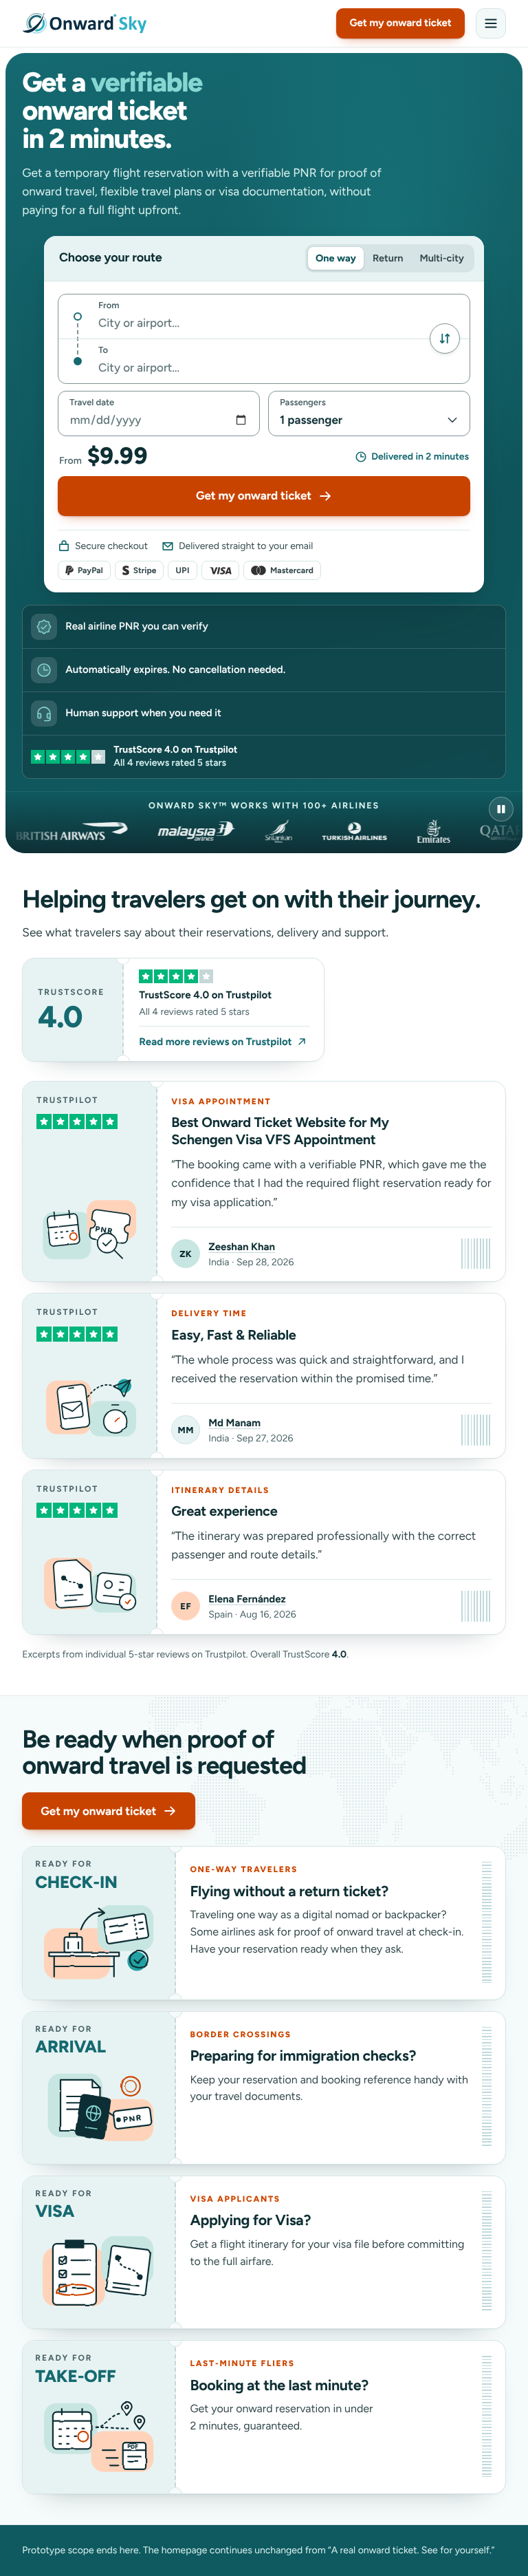 Onward Sky
Get my onward ticket
Get a verifiable
onward ticket
in 2 minutes.
Get a temporary flight reservation with a verifiable PNR for proof of
onward travel, flexible travel plans or visa documentation, without
paying for a full flight upfront.
Choose your route
One way
Return
Multi-city
From
City or airport...
To
City or airport...
Travel date
mm/dd/yyyy
Passengers
1 passenger
From $9.99
Delivered in 2 minutes
Get my onward ticket
Secure checkout
Delivered straight to your email
PayPal
Stripe
UPI
VISA
Mastercard
Real airline PNR you can verify
Automatically expires. No cancellation needed.
Human support when you need it
TrustScore 4.0 on Trustpilot
All 4 reviews rated 5 stars
ONWARD SKY™ WORKS WITH 100+ AIRLINES
BRITISH AIRWAYS
malaysia airlines
SriLankan
TURKISH AIRLINES
Emirates
QATA
Helping travelers get on with their journey.
See what travelers say about their reservations, delivery and support.
TRUSTSCORE
4.0
TrustScore 4.0 on Trustpilot
All 4 reviews rated 5 stars
Read more reviews on Trustpilot
TRUSTPILOT
PNR
VISA APPOINTMENT
Best Onward Ticket Website for My
Schengen Visa VFS Appointment
“The booking came with a verifiable PNR, which gave me the
confidence that I had the required flight reservation ready for
my visa application.”
ZK
Zeeshan Khan
India · Sep 28, 2026
TRUSTPILOT
DELIVERY TIME
Easy, Fast & Reliable
“The whole process was quick and straightforward, and I
received the reservation within the promised time.”
MM
Md Manam
India · Sep 27, 2026
TRUSTPILOT
ITINERARY DETAILS
Great experience
“The itinerary was prepared professionally with the correct
passenger and route details.”
EF
Elena Fernández
Spain · Aug 16, 2026
Excerpts from individual 5-star reviews on Trustpilot. Overall TrustScore 4.0.
Be ready when proof of
onward travel is requested
Get my onward ticket
READY FOR
CHECK-IN
ONE-WAY TRAVELERS
Flying without a return ticket?
Traveling one way as a digital nomad or backpacker?
Some airlines ask for proof of onward travel at check-in.
Have your reservation ready when they ask.
READY FOR
ARRIVAL
PNR
BORDER CROSSINGS
Preparing for immigration checks?
Keep your reservation and booking reference handy with
your travel documents.
READY FOR
VISA
VISA APPLICANTS
Applying for Visa?
Get a flight itinerary for your visa file before committing
to the full airfare.
READY FOR
TAKE-OFF
PDF
LAST-MINUTE FLIERS
Booking at the last minute?
Get your onward reservation in under
2 minutes, guaranteed.
Prototype scope ends here. The homepage continues unchanged from “A real onward ticket. See for yourself.”